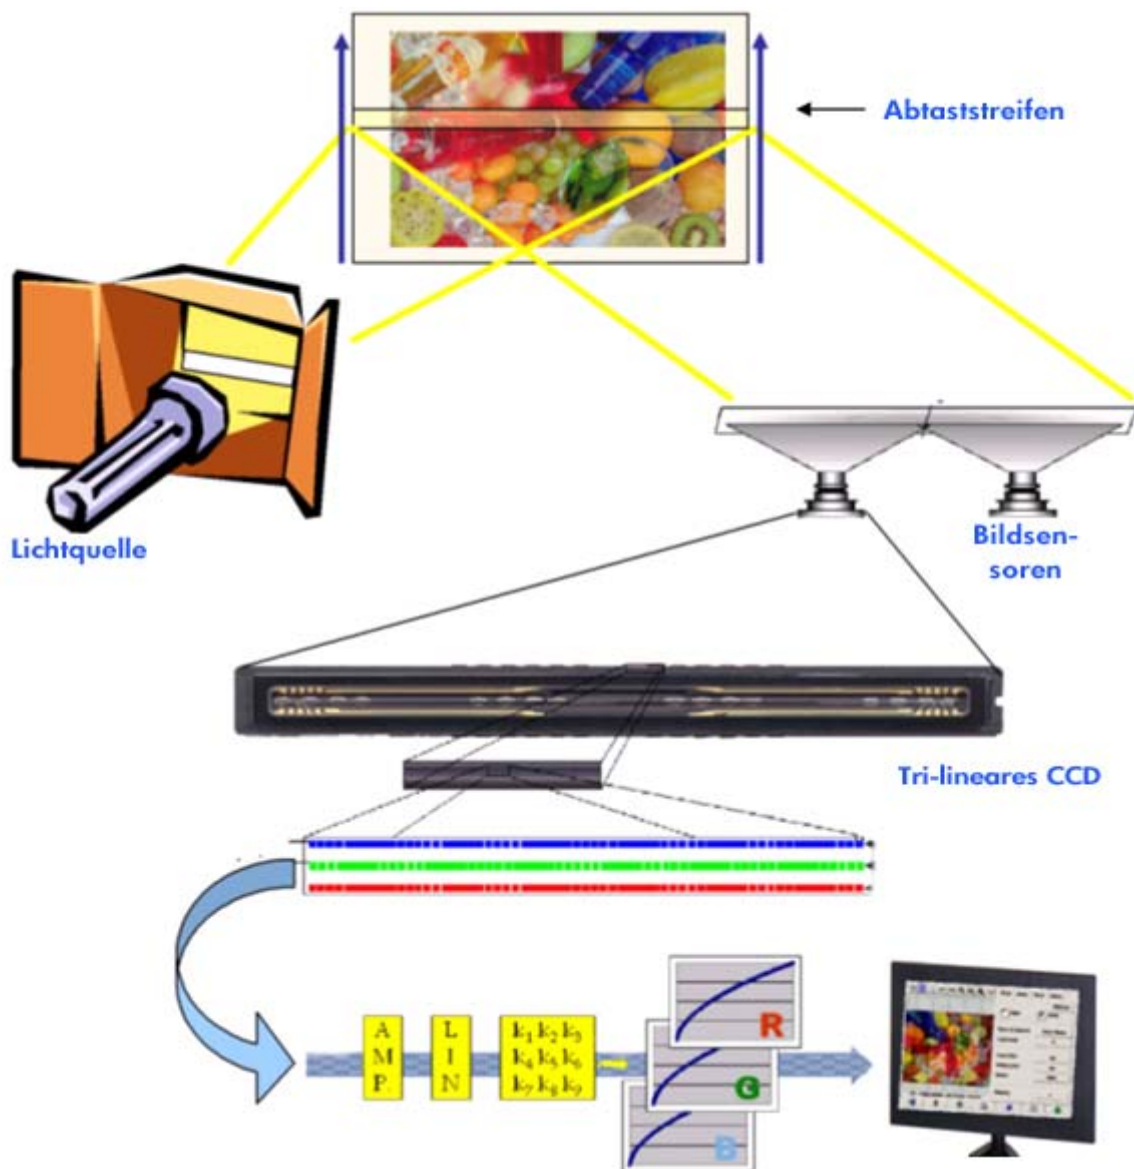 Abtaststreifen
Lichtquelle
Bildsen-
soren
Tri-lineares CCD
A
M
P.
L
I
N
k1 k2 k3
k4 k5 k6
k7 k8 k9
R
G
B